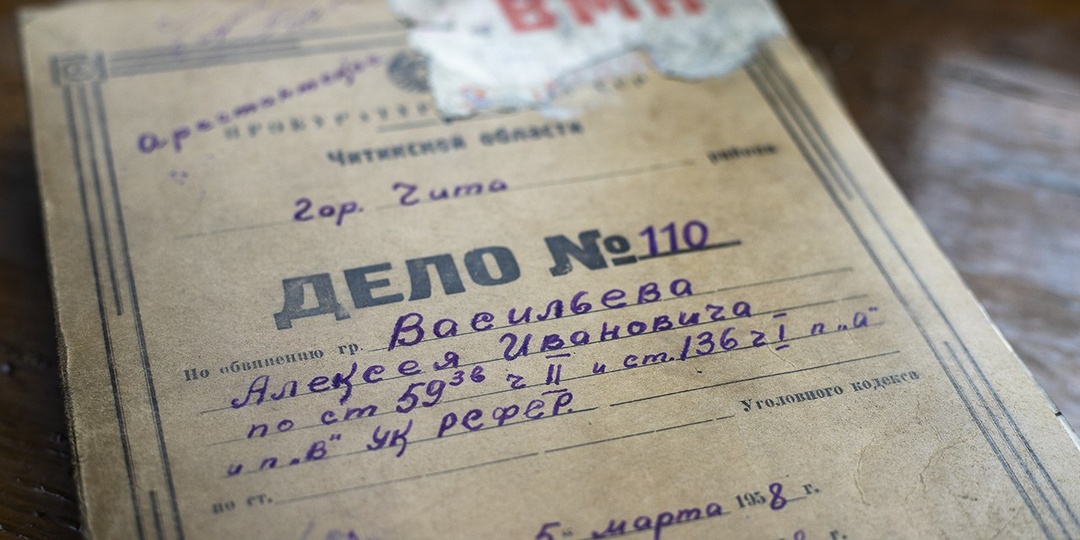 ВМН
Арестантское
ПРОКУРАТУРА
Читинской области
гор. Чита района
ДЕЛО № 110
По обвинению гр. Васильева
Алексея Ивановича
по ст 59³⁶ ч II и ст. 136 ч I п „а“
и п. „в“ УК РСФСР.
Уголовного кодекса
по ст.
5" марта 1958 г.
г.